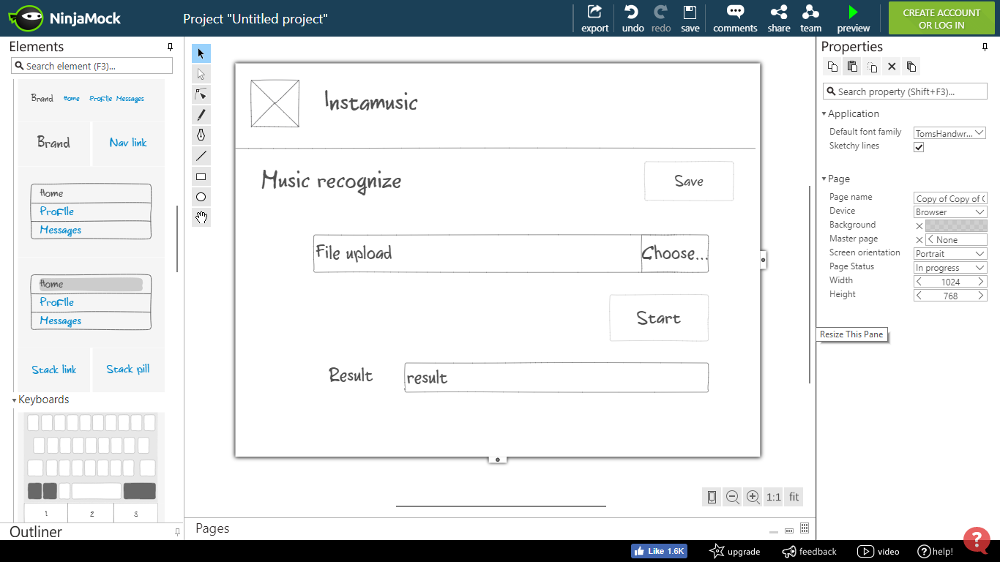 NinjaMock
Project "Untitled project"
export
undo
redo
save
comments
share
team
preview
CREATE ACCOUNT
OR LOG IN
Elements
Search element (F3)...
Brand Home Profile Messages
Brand
Nav link
Home
Profile
Messages
Home
Profile
Messages
Stack link
Stack pill
Keyboards
1 2 3
Outliner
Instamusic
Music recognize
Save
File upload
Choose...
Start
Result
result
1:1
fit
Pages
Properties
Search property (Shift+F3)...
Application
Default font family TomsHandwr...
Sketchy lines
Page
Page name Copy of Copy of C
Device Browser
Background
Master page None
Screen orientation Portrait
Page Status In progress
Width 1024
Height 768
Resize This Pane
Like 1.6K
upgrade
feedback
video
help!